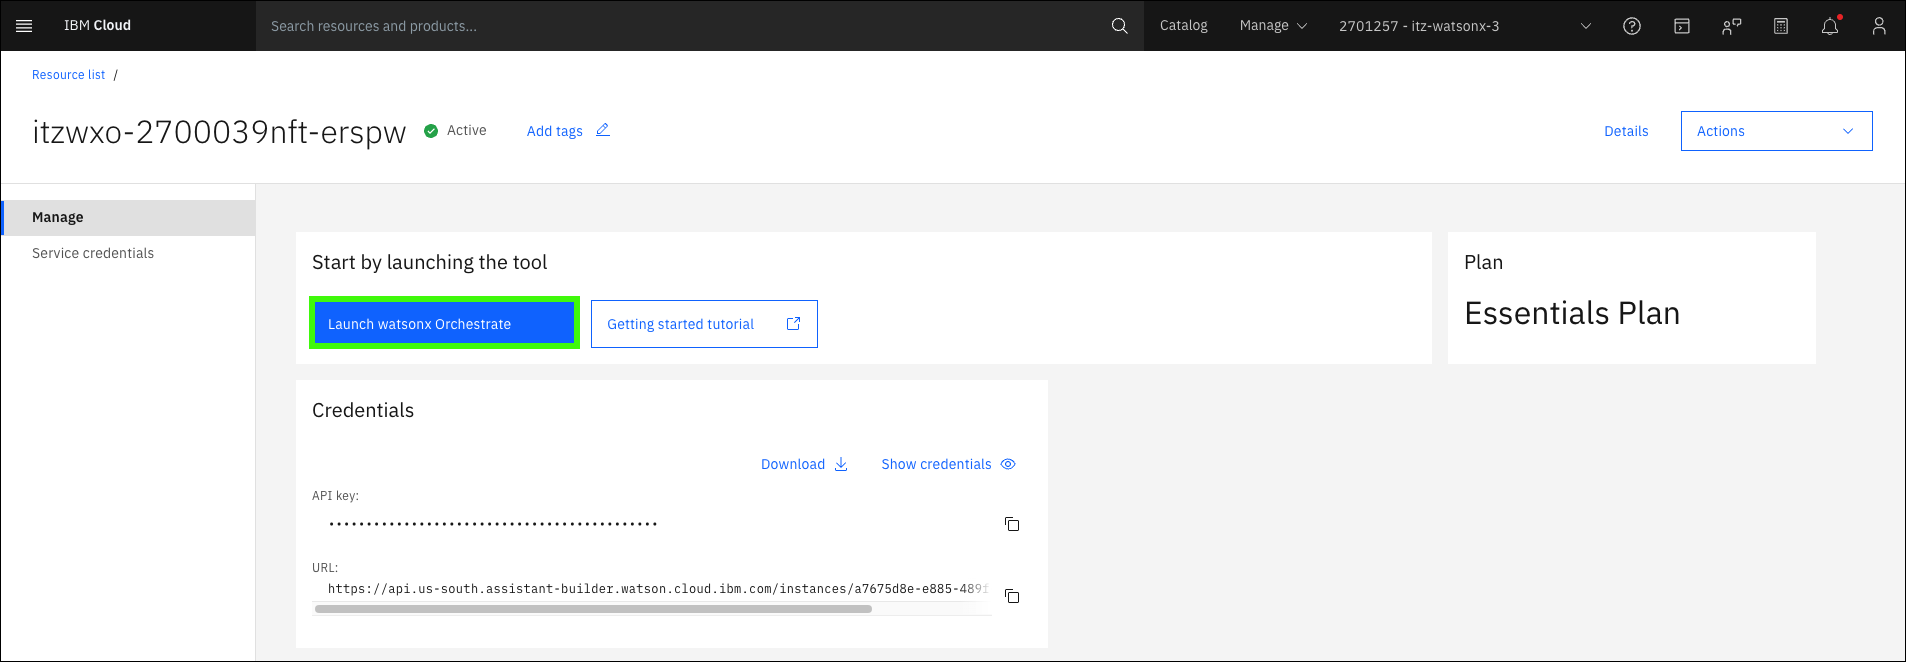 IBM Cloud
Search resources and products...
Catalog
Manage
2701257 - itz-watsonx-3
Resource list /
itzwxo-2700039nft-erspw
Active
Add tags
Details
Actions
Manage
Service credentials
Start by launching the tool
Launch watsonx Orchestrate
Getting started tutorial
Plan
Essentials Plan
Credentials
Download
Show credentials
API key:
••••••••••••••••••••••••••••••••••••••••••••
URL:
https://api.us-south.assistant-builder.watson.cloud.ibm.com/instances/a7675d8e-e885-489f